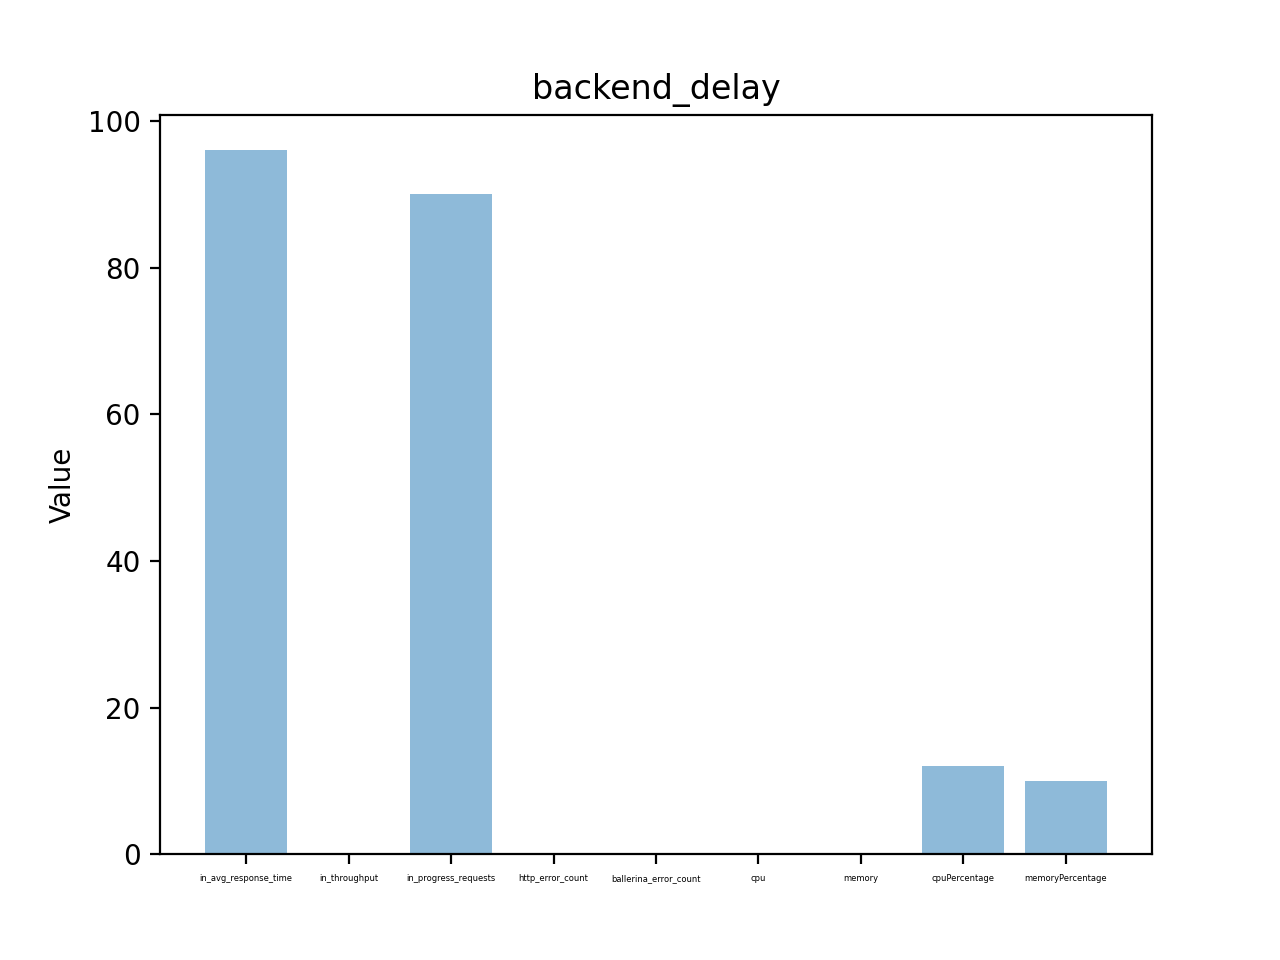 backend_delay
100
80
60
40
20
0
Value
in_avg_response_time in_throughput in_progress_requests http_error_count ballerina_error_count cpu memory cpuPercentage memoryPercentage